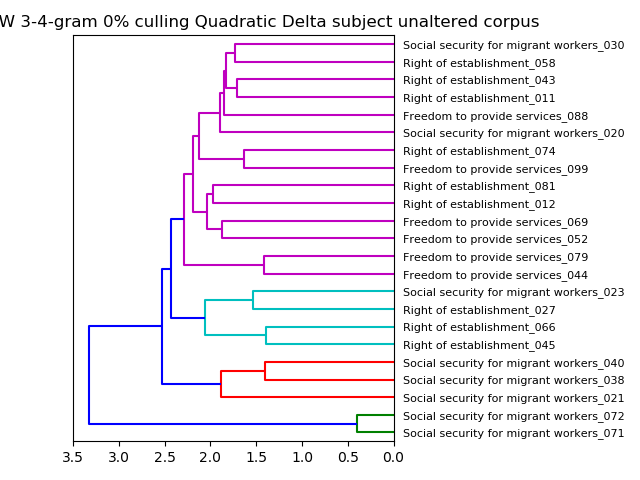 W 3-4-gram 0% culling Quadratic Delta subject unaltered corpus
Social security for migrant workers_030
Right of establishment_058
Right of establishment_043
Right of establishment_011
Freedom to provide services_088
Social security for migrant workers_020
Right of establishment_074
Freedom to provide services_099
Right of establishment_081
Right of establishment_012
Freedom to provide services_069
Freedom to provide services_052
Freedom to provide services_079
Freedom to provide services_044
Social security for migrant workers_023
Right of establishment_027
Right of establishment_066
Right of establishment_045
Social security for migrant workers_040
Social security for migrant workers_038
Social security for migrant workers_021
Social security for migrant workers_072
Social security for migrant workers_071
3.5 3.0 2.5 2.0 1.5 1.0 0.5 0.0